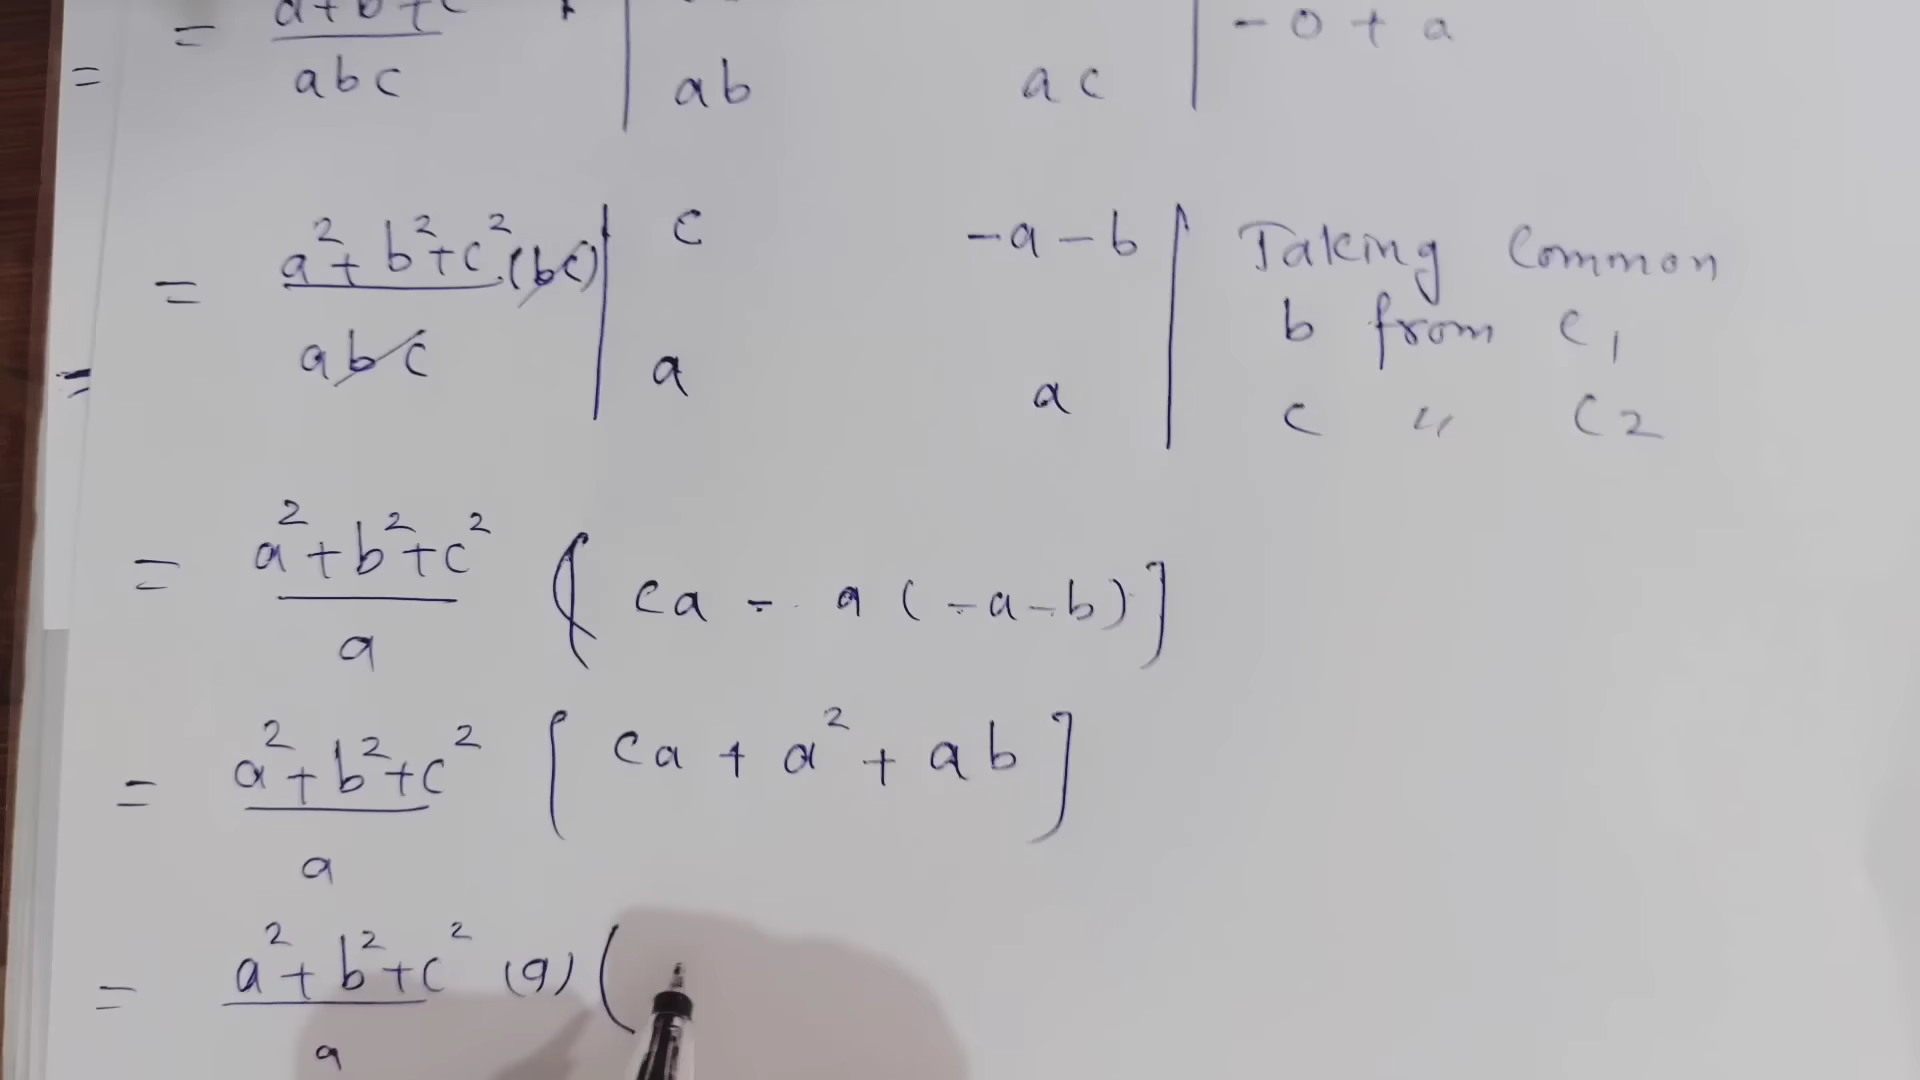 = a+b+c / abc | - 0 + a
= ab ac |
= a²+b²+c² / abc (bc) | c -a-b | Taking Common
b from C₁
= | a a | c " C₂
= a²+b²+c² / a [ ca - a (-a-b) ]
= a²+b²+c² / a [ ca + a² + ab ]
= a²+b²+c² / a (a) (